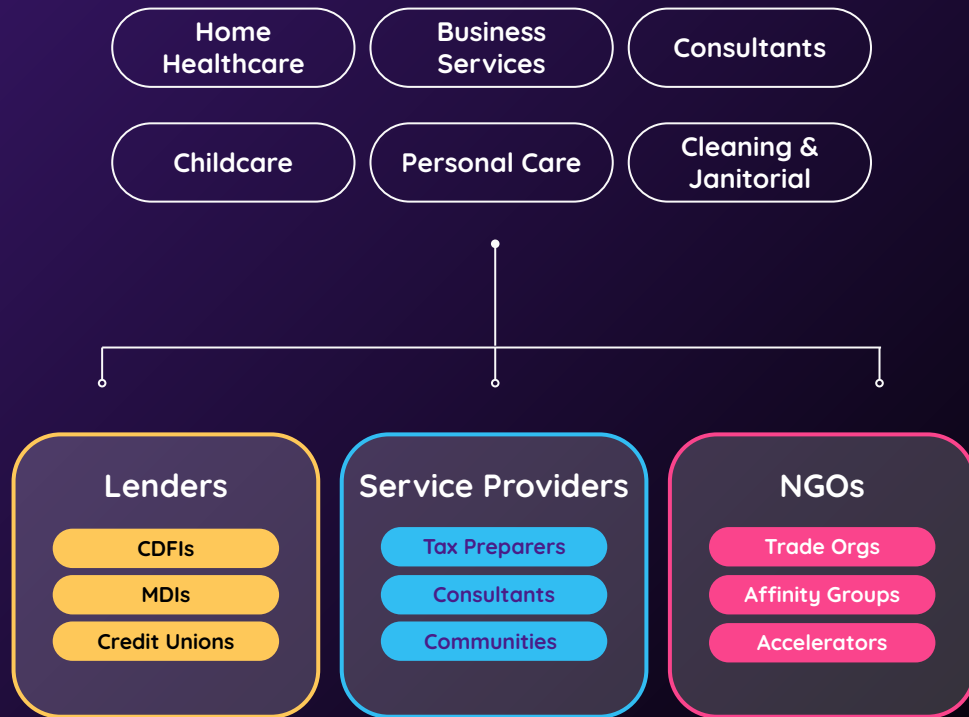 Home
Healthcare
Business
Services
Consultants
Childcare
Personal Care
Cleaning &
Janitorial
Lenders
CDFIs
MDIs
Credit Unions
Service Providers
Tax Preparers
Consultants
Communities
NGOs
Trade Orgs
Affinity Groups
Accelerators